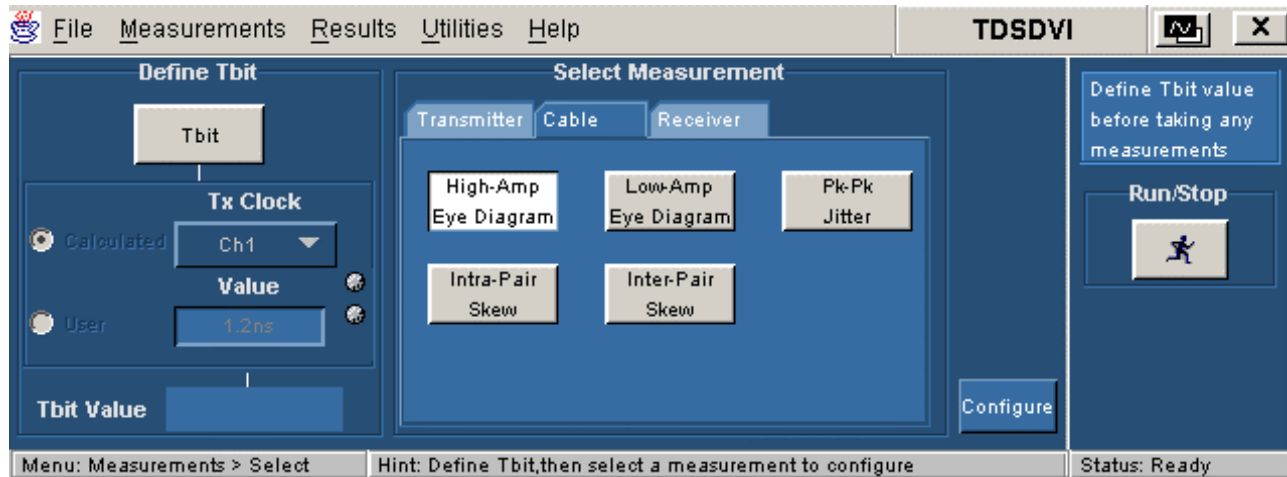 File Measurements Results Utilities Help TDSDVI X
Define Tbit
Tbit
Tx Clock
Calculated
Ch1
Value
User
1.2ns
Tbit Value
Select Measurement
Transmitter Cable Receiver
High-Amp
Eye Diagram
Low-Amp
Eye Diagram
Pk-Pk
Jitter
Intra-Pair
Skew
Inter-Pair
Skew
Configure
Define Tbit value
before taking any
measurements
Run/Stop
Menu: Measurements > Select
Hint: Define Tbit,then select a measurement to configure
Status: Ready